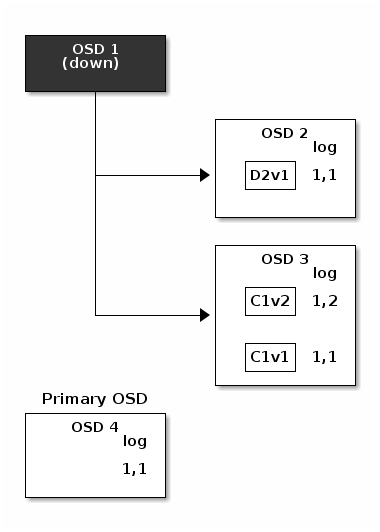 OSD 1
(down)
OSD 2
log
D2v1 1,1
OSD 3
log
C1v2 1,2
C1v1 1,1
Primary OSD
OSD 4
log
1,1